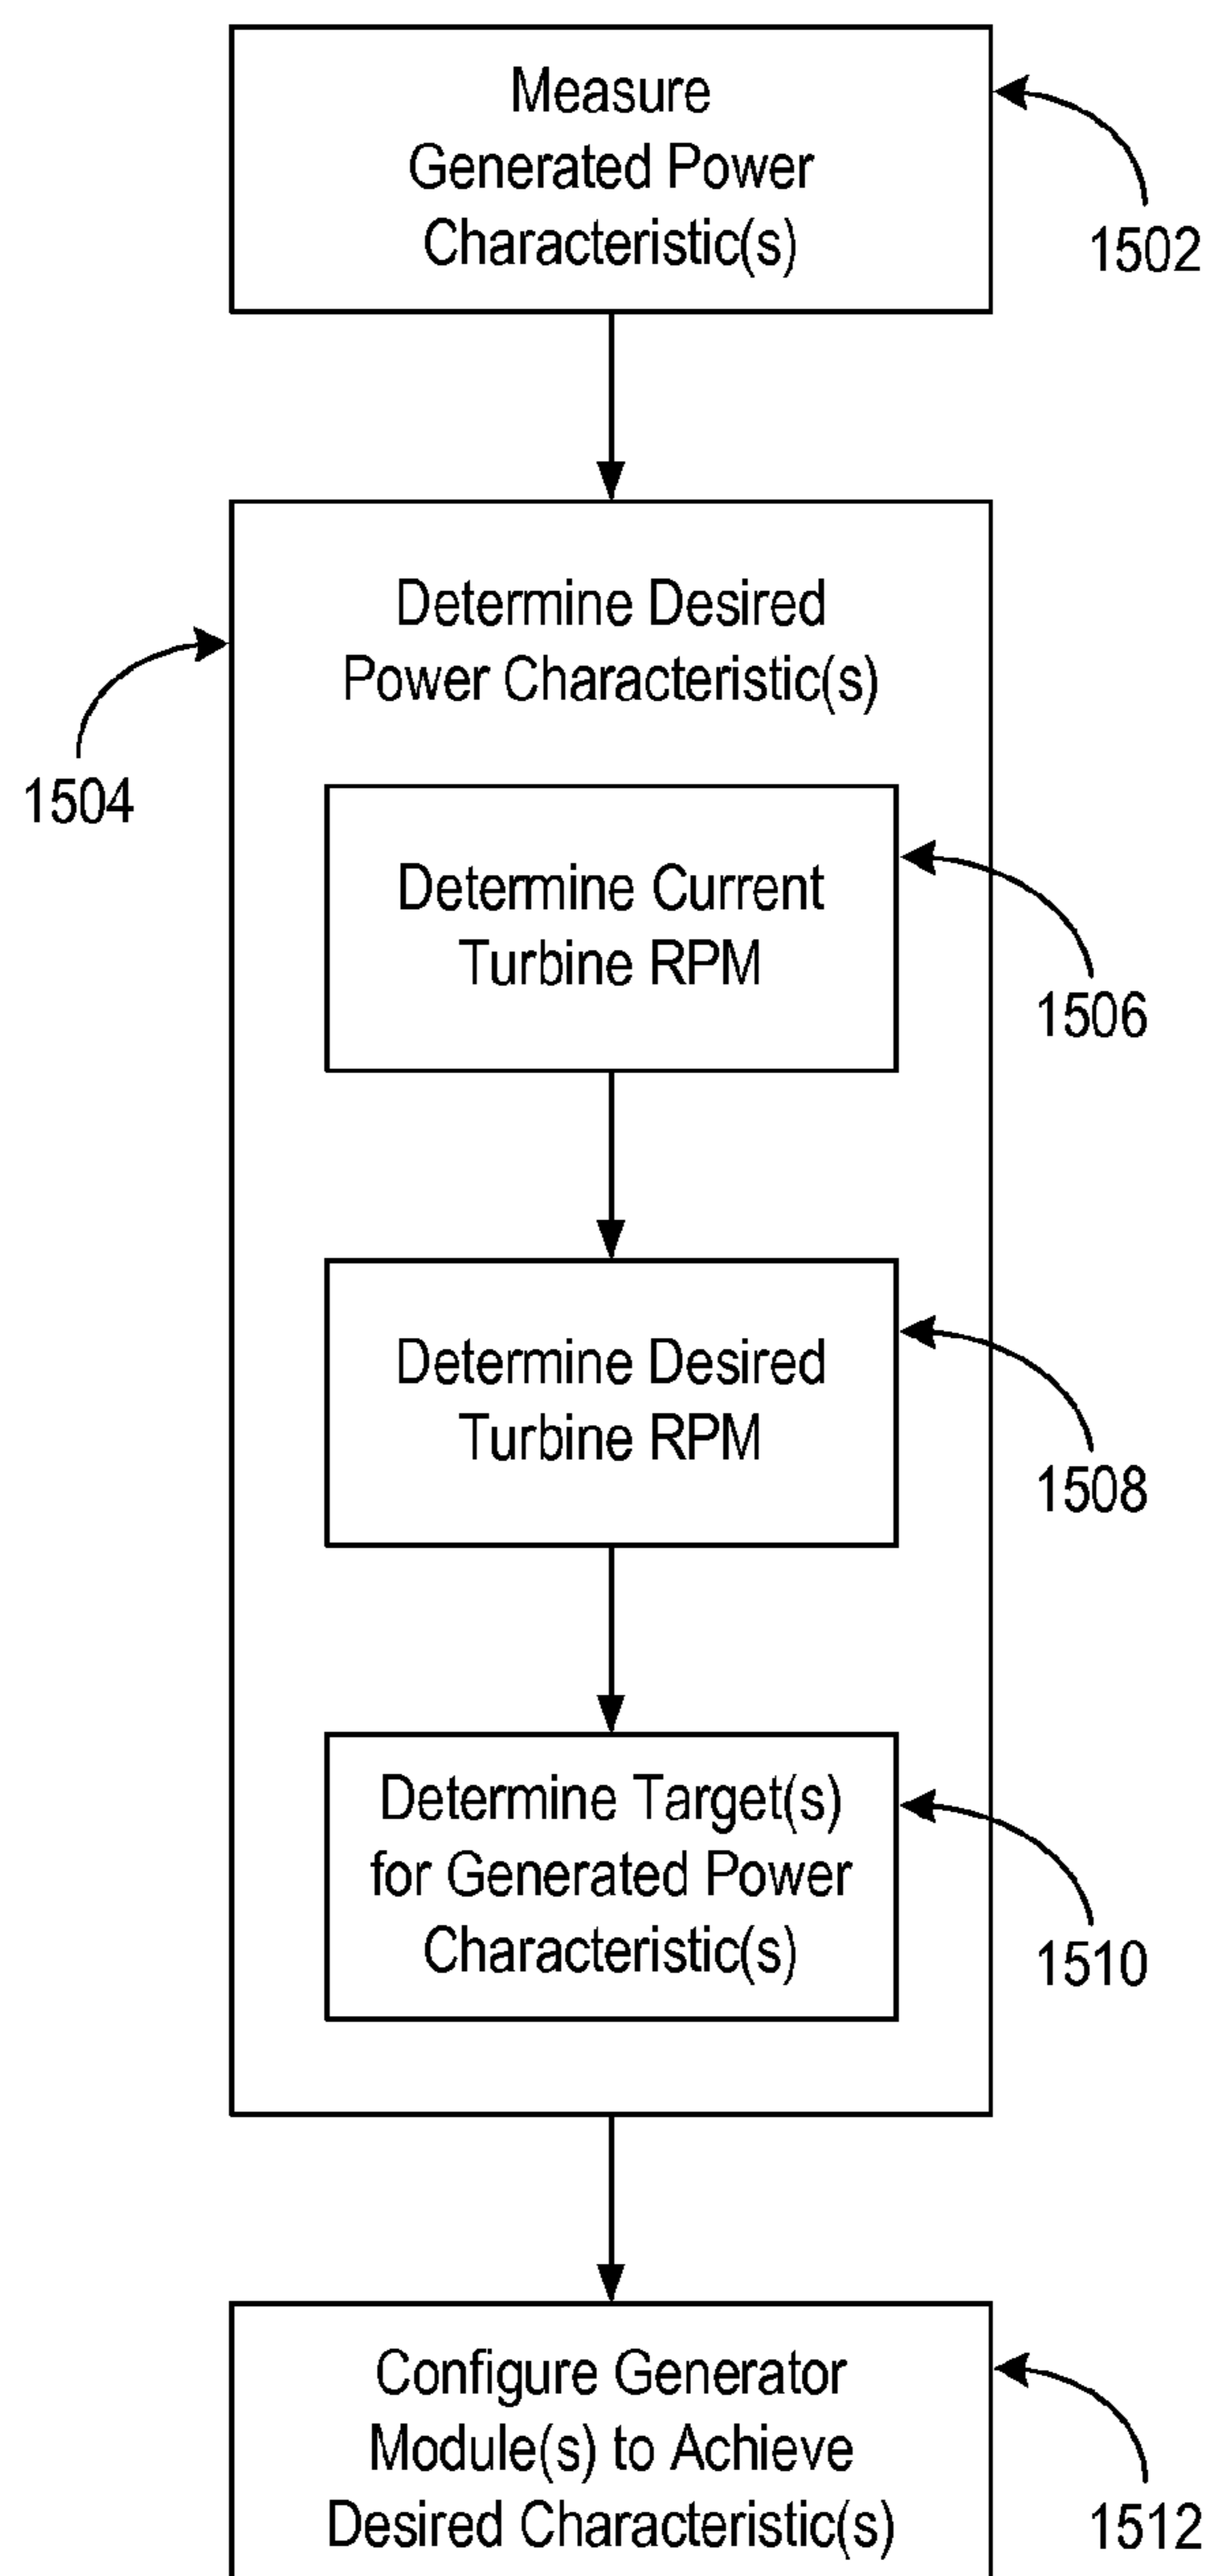 Measure
Generated Power
Characteristic(s)
1502
Determine Desired
Power Characteristic(s)
1504
Determine Current
Turbine RPM
1506
Determine Desired
Turbine RPM
1508
Determine Target(s)
for Generated Power
Characteristic(s)
1510
Configure Generator
Module(s) to Achieve
Desired Characteristic(s)
1512